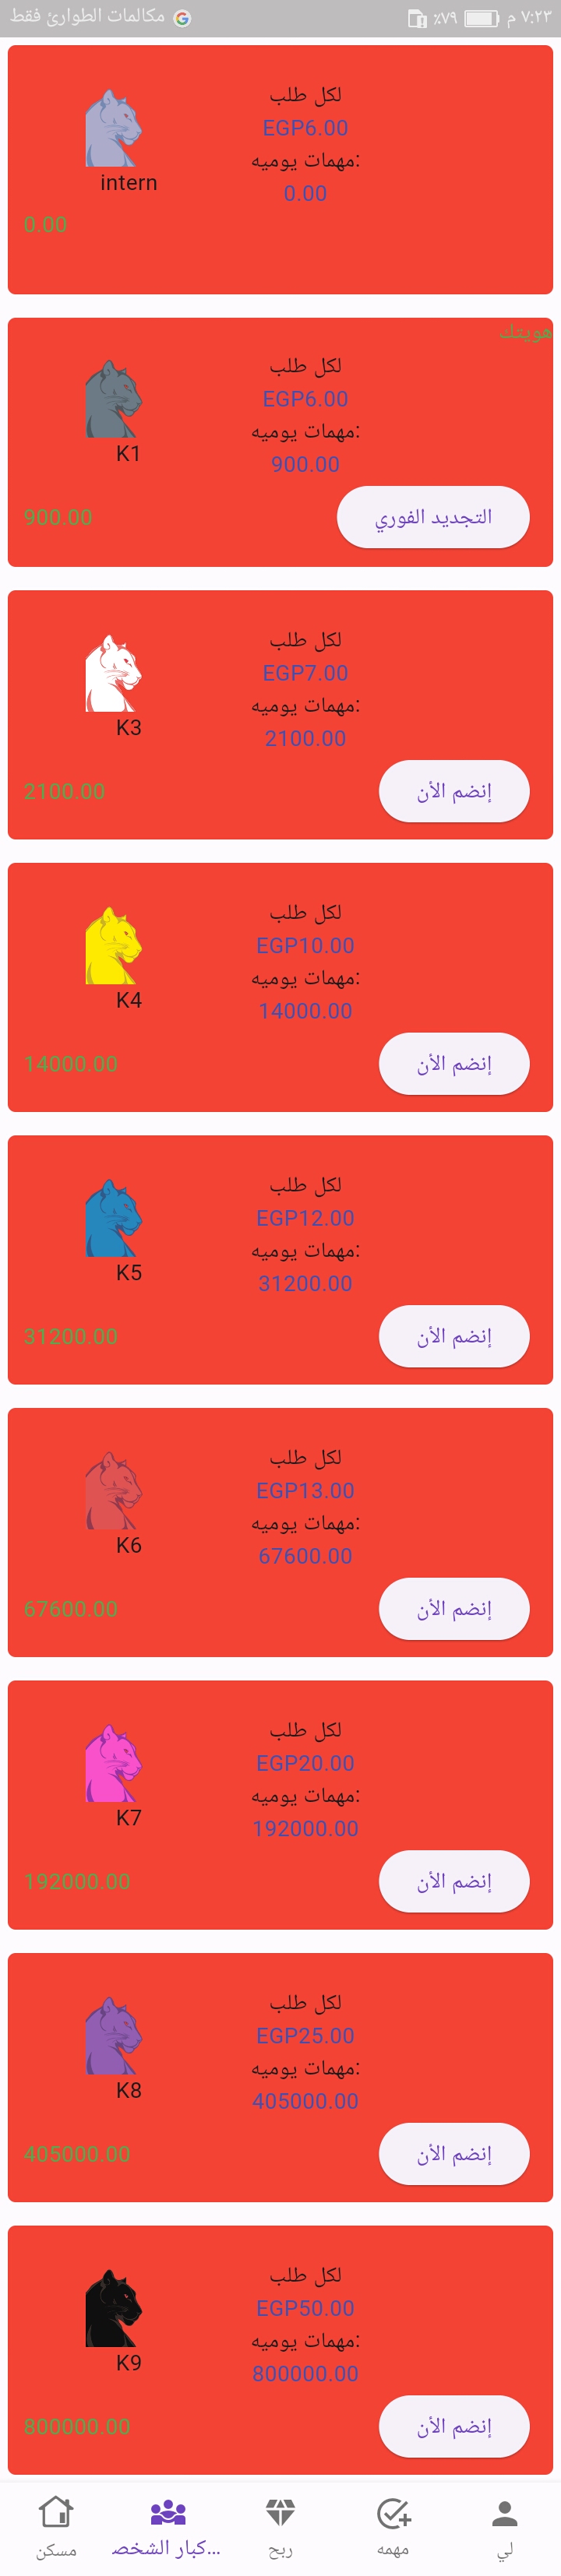 مكالمات الطوارئ فقط
٧:٢٣ م ٪٧٩
لكل طلب
EGP6.00
مهمات يوميه:
0.00
intern
0.00
هويتك
لكل طلب
EGP6.00
مهمات يوميه:
900.00
K1
900.00
التجديد الفوري
لكل طلب
EGP7.00
مهمات يوميه:
2100.00
K3
2100.00
إنضم الأن
لكل طلب
EGP10.00
مهمات يوميه:
14000.00
K4
14000.00
إنضم الأن
لكل طلب
EGP12.00
مهمات يوميه:
31200.00
K5
31200.00
إنضم الأن
لكل طلب
EGP13.00
مهمات يوميه:
67600.00
K6
67600.00
إنضم الأن
لكل طلب
EGP20.00
مهمات يوميه:
192000.00
K7
192000.00
إنضم الأن
لكل طلب
EGP25.00
مهمات يوميه:
405000.00
K8
405000.00
إنضم الأن
لكل طلب
EGP50.00
مهمات يوميه:
800000.00
K9
800000.00
إنضم الأن
مسكن
كبار الشخص...
ربح
مهمه
لي